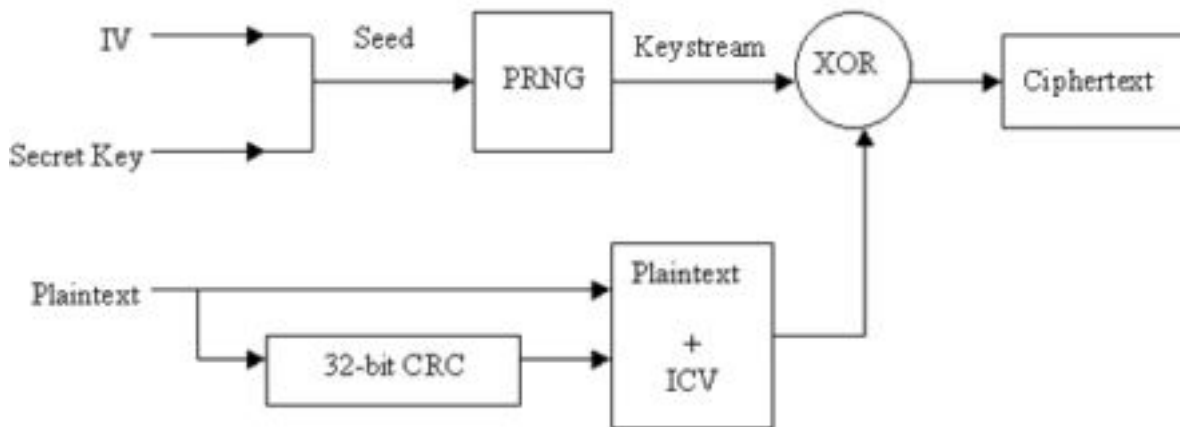 IV
Seed
PRNG
Keystream
XOR
Ciphertext
Secret Key
Plaintext
32-bit CRC
Plaintext
+
ICV